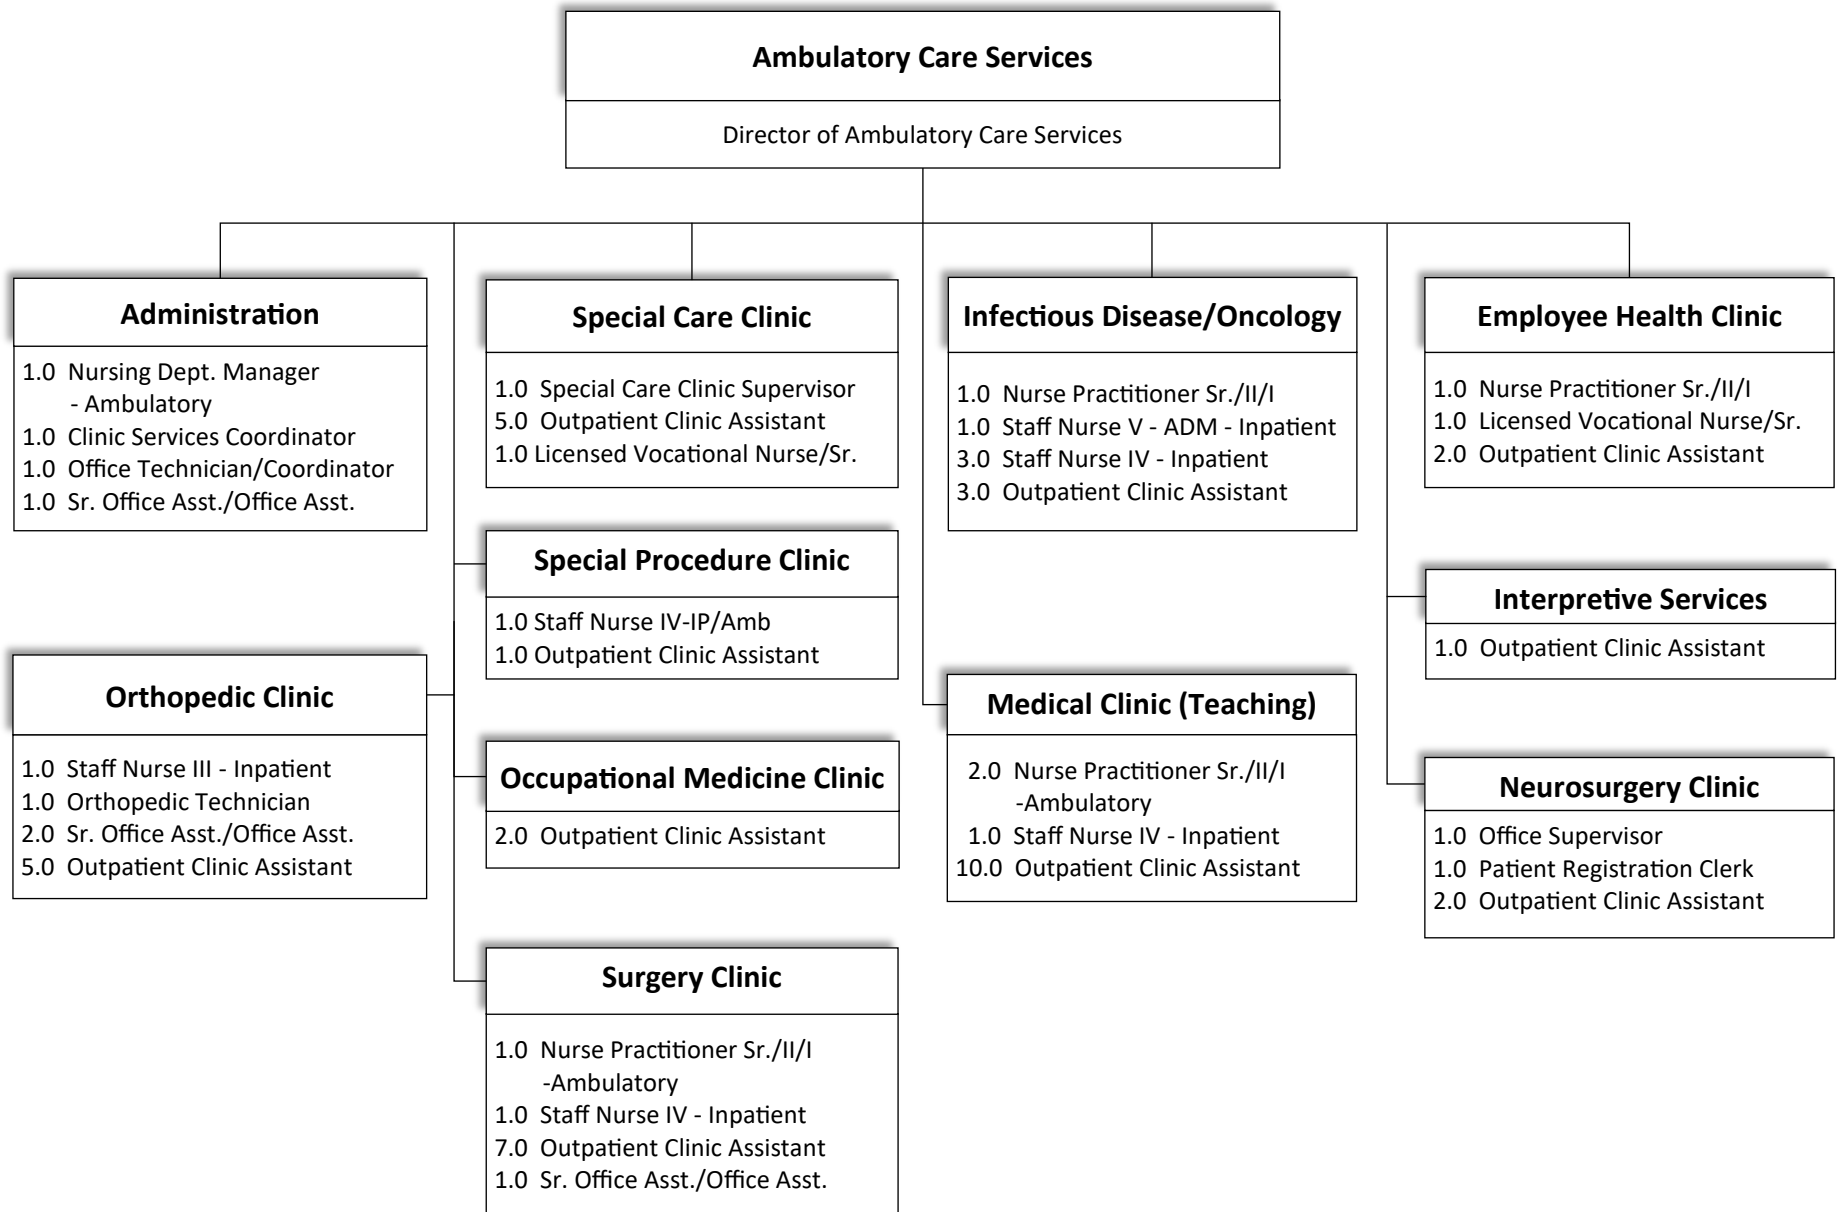 Ambulatory Care Services
Director of Ambulatory Care Services
Administration
1.0 Nursing Dept. Manager
- Ambulatory
1.0 Clinic Services Coordinator
1.0 Office Technician/Coordinator
1.0 Sr. Office Asst./Office Asst.
Special Care Clinic
1.0 Special Care Clinic Supervisor
5.0 Outpatient Clinic Assistant
1.0 Licensed Vocational Nurse/Sr.
Infectious Disease/Oncology
1.0 Nurse Practitioner Sr./II/I
1.0 Staff Nurse V - ADM - Inpatient
3.0 Staff Nurse IV - Inpatient
3.0 Outpatient Clinic Assistant
Employee Health Clinic
1.0 Nurse Practitioner Sr./II/I
1.0 Licensed Vocational Nurse/Sr.
2.0 Outpatient Clinic Assistant
Special Procedure Clinic
1.0 Staff Nurse IV-IP/Amb
1.0 Outpatient Clinic Assistant
Interpretive Services
1.0 Outpatient Clinic Assistant
Orthopedic Clinic
1.0 Staff Nurse III - Inpatient
1.0 Orthopedic Technician
2.0 Sr. Office Asst./Office Asst.
5.0 Outpatient Clinic Assistant
Occupational Medicine Clinic
2.0 Outpatient Clinic Assistant
Medical Clinic (Teaching)
2.0 Nurse Practitioner Sr./II/I
-Ambulatory
1.0 Staff Nurse IV - Inpatient
10.0 Outpatient Clinic Assistant
Neurosurgery Clinic
1.0 Office Supervisor
1.0 Patient Registration Clerk
2.0 Outpatient Clinic Assistant
Surgery Clinic
1.0 Nurse Practitioner Sr./II/I
-Ambulatory
1.0 Staff Nurse IV - Inpatient
7.0 Outpatient Clinic Assistant
1.0 Sr. Office Asst./Office Asst.